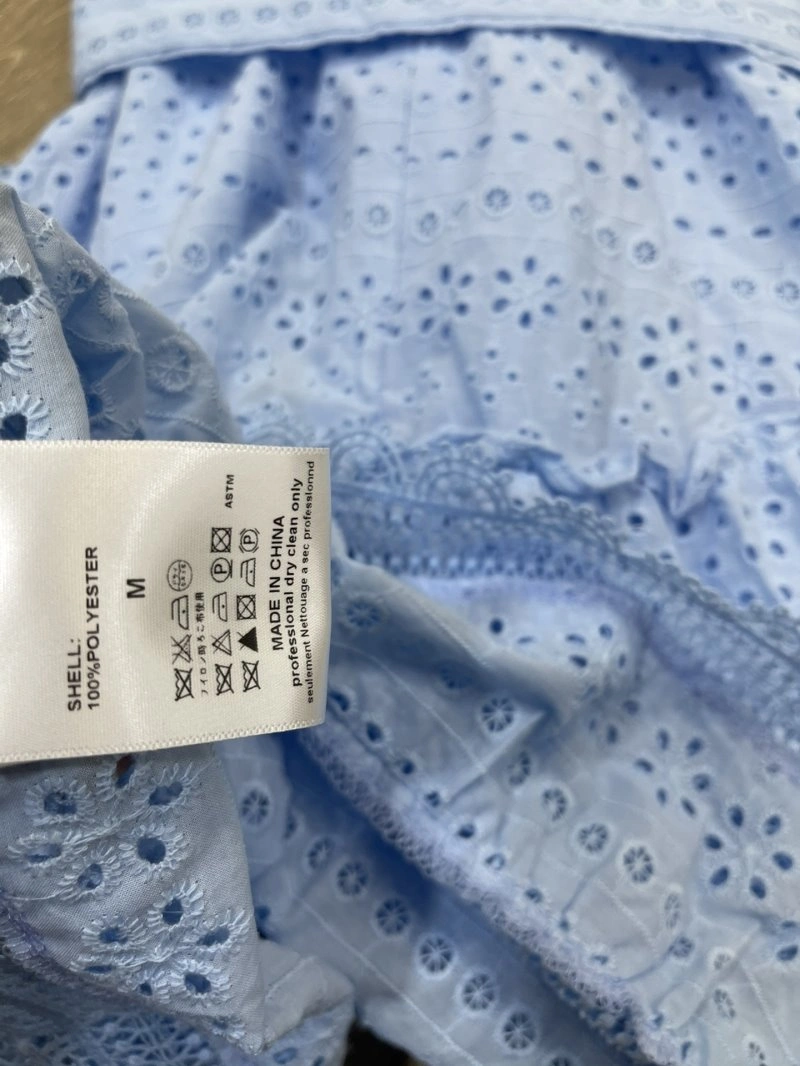 SHELL:
100%POLYESTER
M
ASTM
MADE IN CHINA
professional dry clean only
seulement Nettouage a sec professionnd